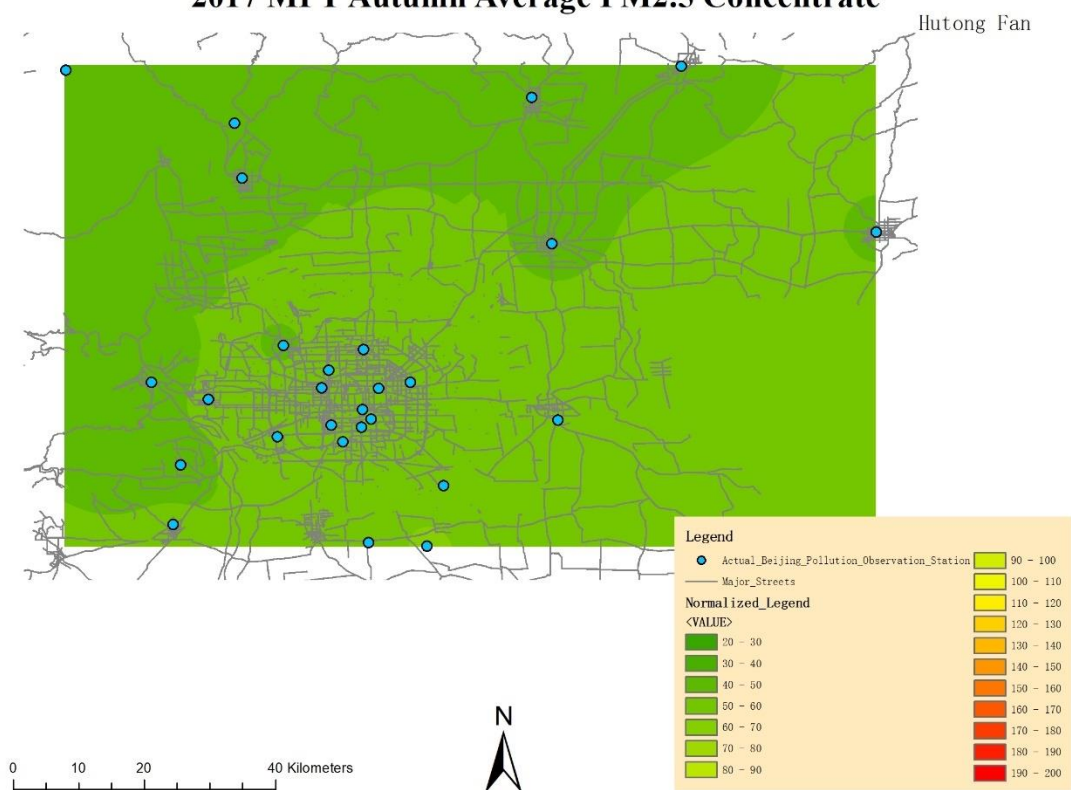 2017 MFT Autumn Average PM2.5 Concentrate
Hutong Fan
Legend
Actual_Beijing_Pollution_Observation_Station
Major_Streets
Normalized_Legend
<VALUE>
20 - 30
30 - 40
40 - 50
50 - 60
60 - 70
70 - 80
80 - 90
90 - 100
100 - 110
110 - 120
120 - 130
130 - 140
140 - 150
150 - 160
160 - 170
170 - 180
180 - 190
190 - 200
N
0 10 20 40 Kilometers